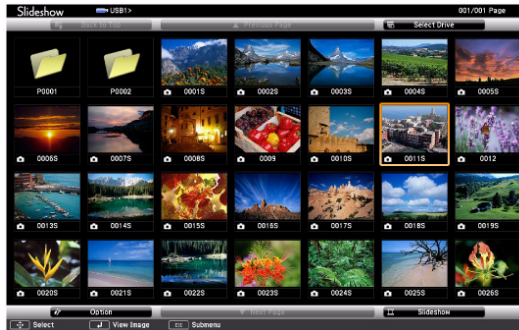 Slideshow USB1> 001/001 Page
Back to Top Previous Page Select Drive
P0001 P0002 0001S 0002S 0003S 0004S 0005S
0006S 0007S 0008S 0009 0010S 0011S 0012
0013S 0014S 0015S 0016S 0017S 0018S 0019S
0020S 0021S 0022S 0023S 0024S 0025S 0026S
Option Next Page Slideshow
Select View Image Esc Submenu